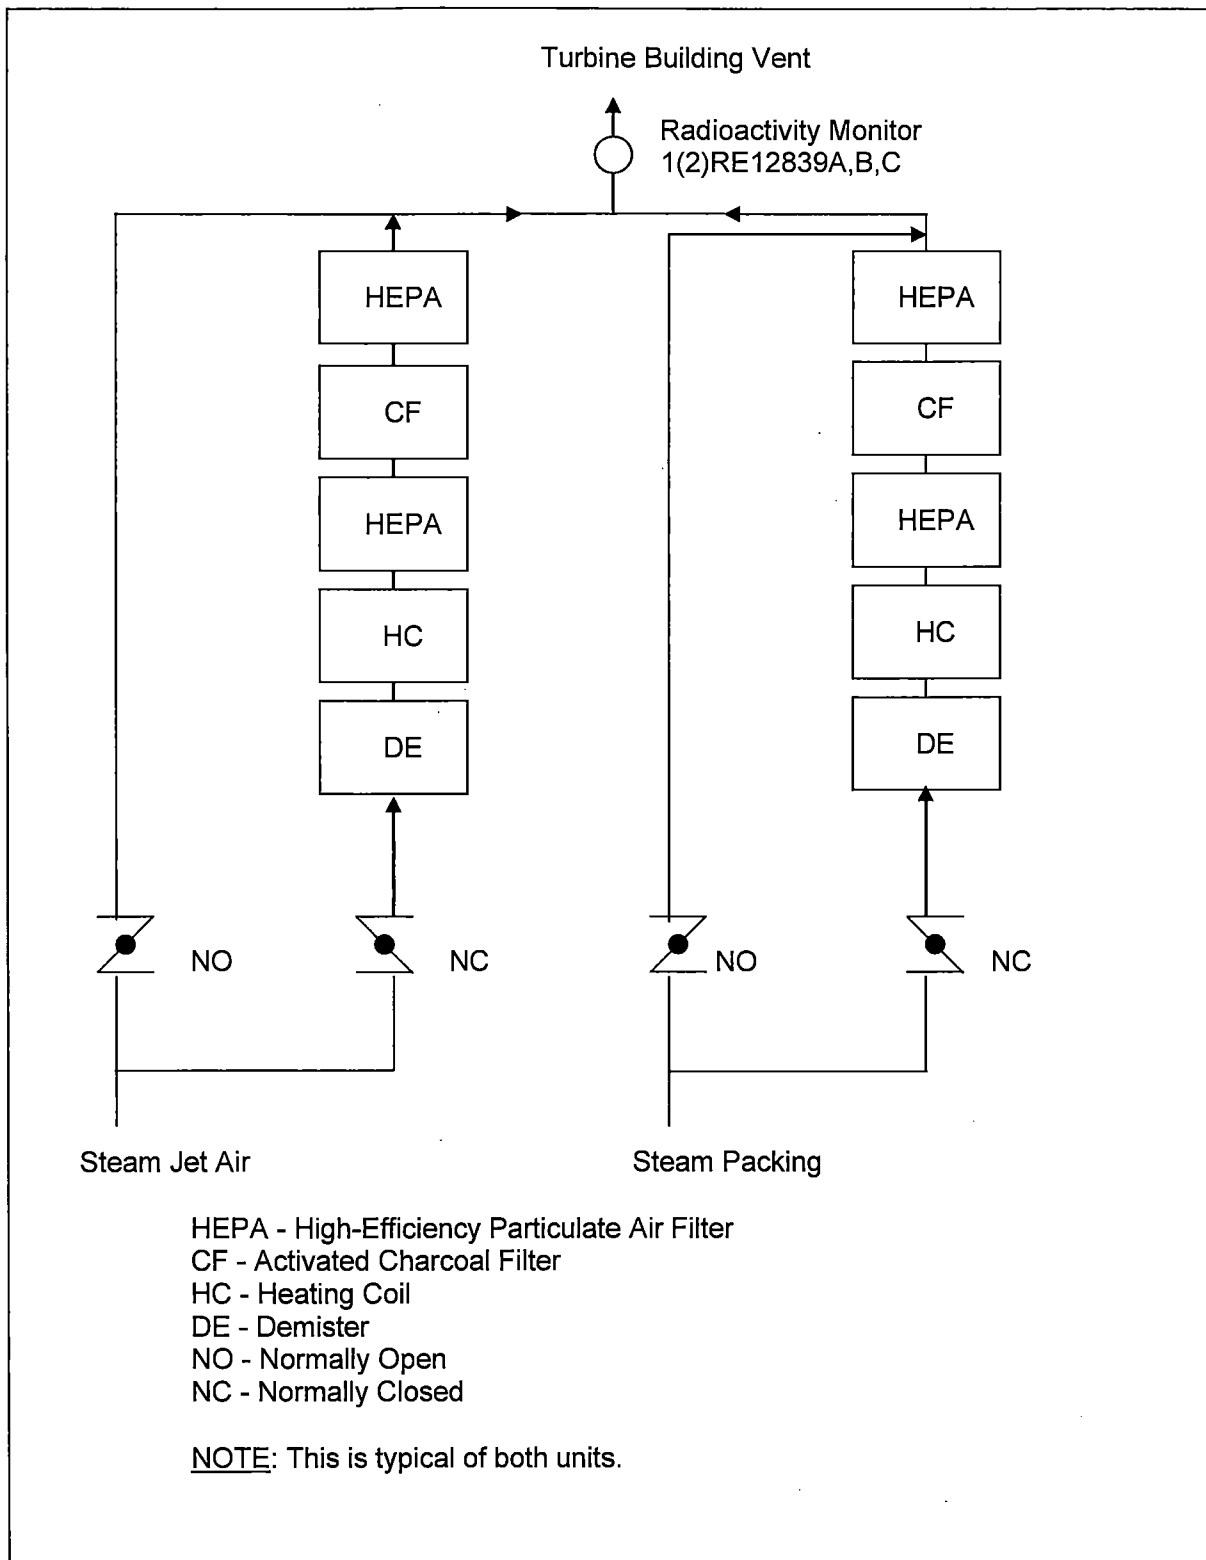 Turbine Building Vent
Radioactivity Monitor
1(2)RE12839A,B,C
HEPA
HEPA
CF
CF
HEPA
HEPA
HC
HC
DE
DE
NO
NC
NO
NC
Steam Jet Air
Steam Packing
HEPA - High-Efficiency Particulate Air Filter
CF - Activated Charcoal Filter
HC - Heating Coil
DE - Demister
NO - Normally Open
NC - Normally Closed
NOTE: This is typical of both units.